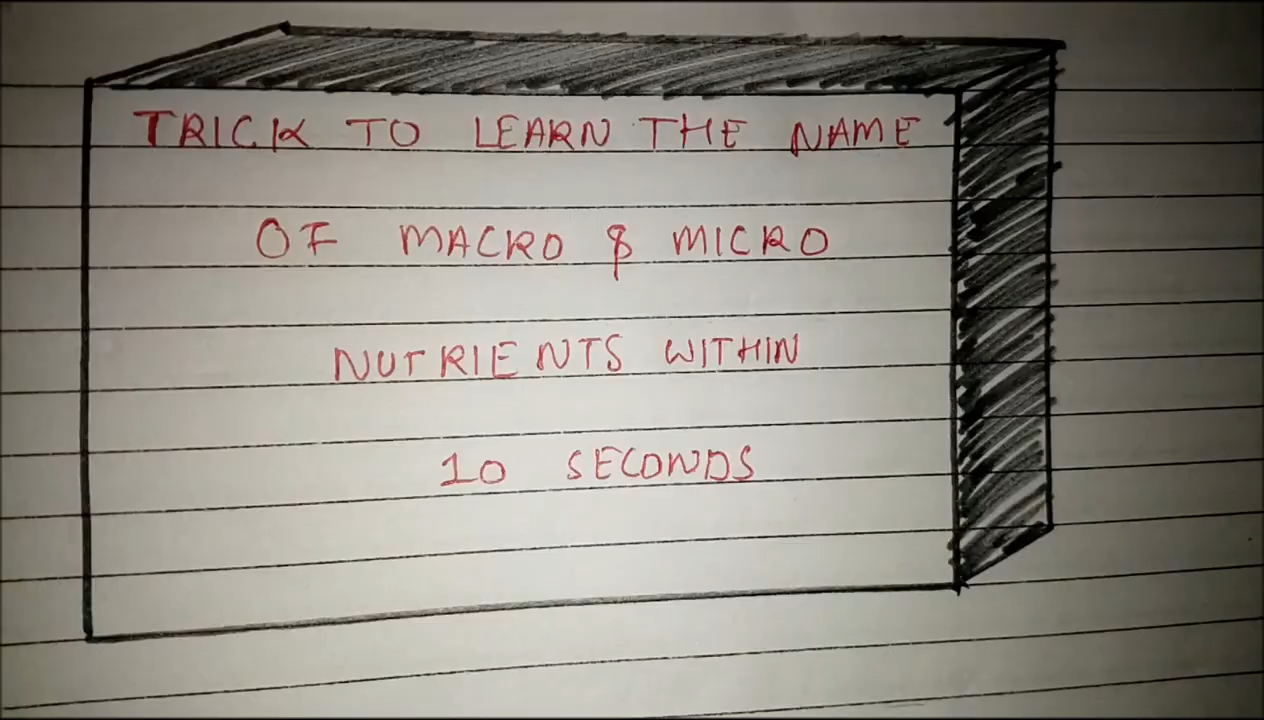 TRICK TO LEARN THE NAME
OF MACRO & MICRO
NUTRIENTS WITHIN
10 SECONDS